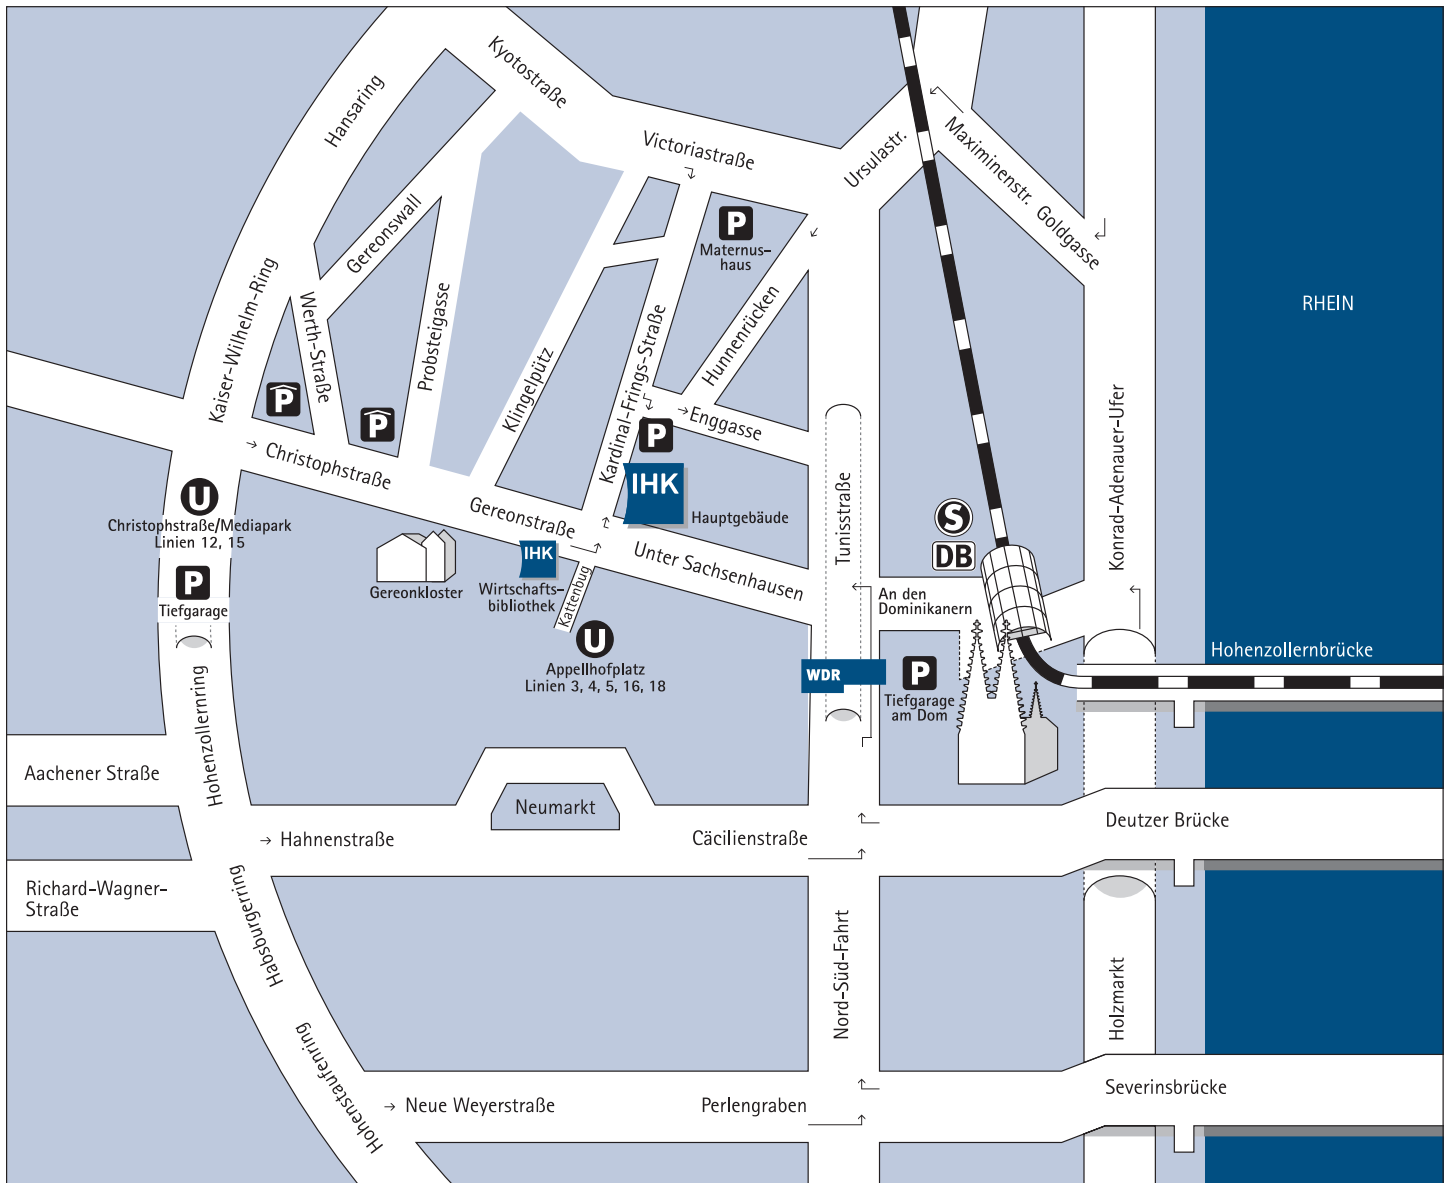 Kyotostraße
Hansaring
Victoriastraße
Ursulastr.
Maximinenstr.
Goldgasse
P
Maternus-
haus
Gereonswall
Kaiser-Wilhelm-Ring
Werth-Straße
Probsteigasse
Klingelpütz
Kardinal-Frings-Straße
Hunnenrücken
RHEIN
P
P
P
Enggasse
Christophstraße
Konrad-Adenauer-Ufer
Tunisstraße
IHK
Hauptgebäude
U
Christophstraße/Mediapark
Linien 12, 15
Gereonstraße
S
DB
P
Tiefgarage
Gereonkloster
IHK
Wirtschafts-
bibliothek
Kattenbug
Unter Sachsenhausen
An den
Dominikanern
U
Appellhofplatz
Linien 3, 4, 5, 16, 18
WDR
P
Tiefgarage
am Dom
Hohenzollernbrücke
Hohenzollernring
Aachener Straße
Neumarkt
Hahnenstraße
Cäcilienstraße
Deutzer Brücke
Richard-Wagner-
Straße
Habsburgerring
Nord-Süd-Fahrt
Holzmarkt
Hohenstaufenring
Neue Weyerstraße
Perlengraben
Severinsbrücke